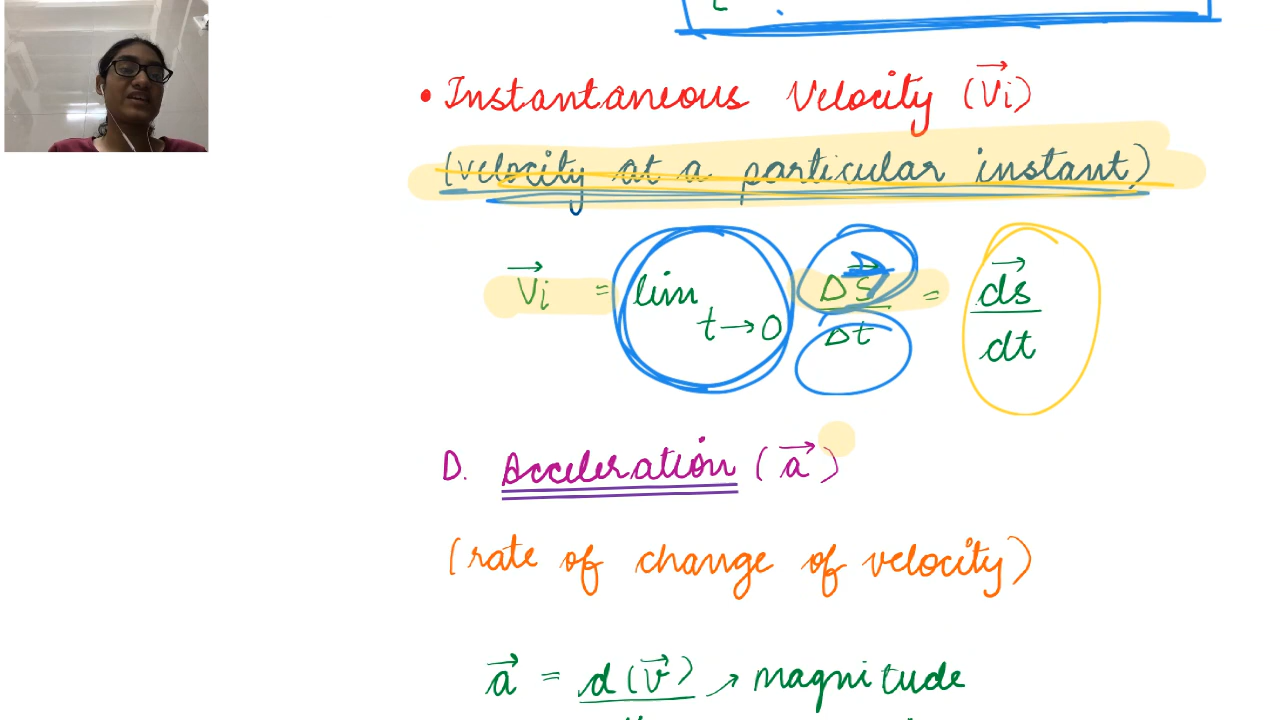 • Instantaneous Velocity (v⃗i)
(velocity at a particular instant)
v⃗i = lim t→0 Δs⃗/Δt = ds⃗/dt
D. Acceleration (a⃗)
(rate of change of velocity)
a⃗ = d(v⃗) → magnitude